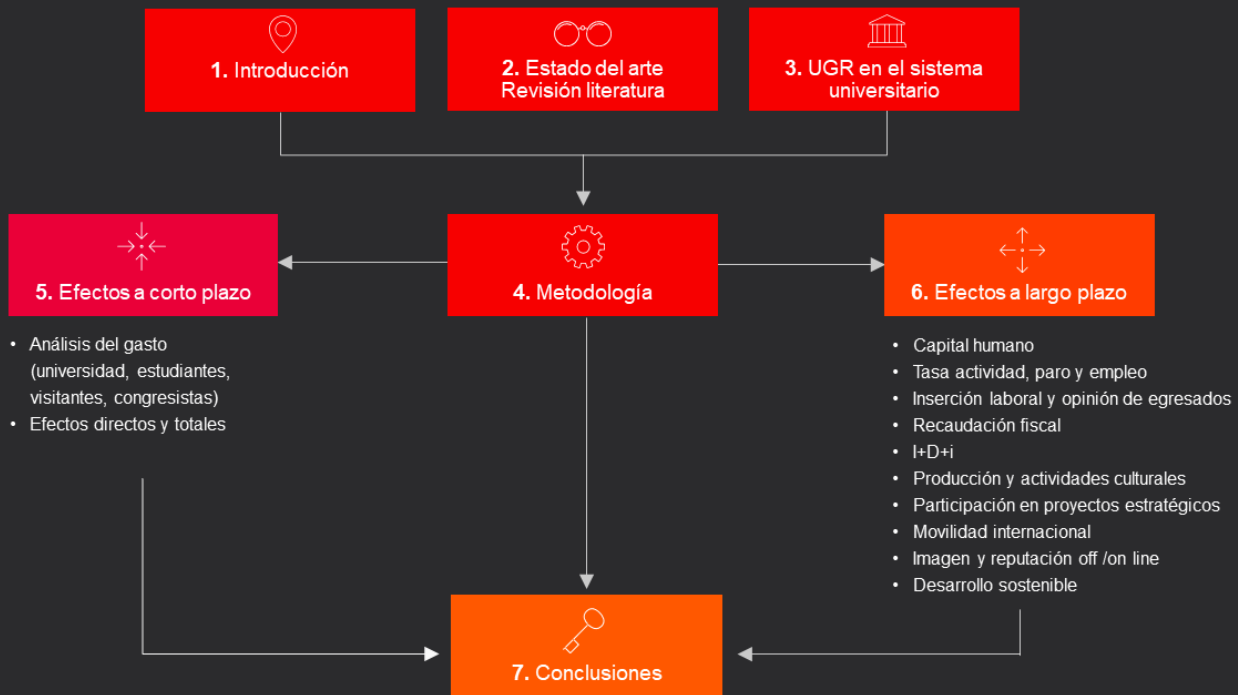 1. Introducción
2. Estado del arte
Revisión literatura
3. UGR en el sistema
universitario
5. Efectos a corto plazo
4. Metodología
6. Efectos a largo plazo
• Análisis del gasto
(universidad, estudiantes,
visitantes, congresistas)
• Efectos directos y totales
• Capital humano
• Tasa actividad, paro y empleo
• Inserción laboral y opinión de egresados
• Recaudación fiscal
• I+D+i
• Producción y actividades culturales
• Participación en proyectos estratégicos
• Movilidad internacional
• Imagen y reputación off /on line
• Desarrollo sostenible
7. Conclusiones